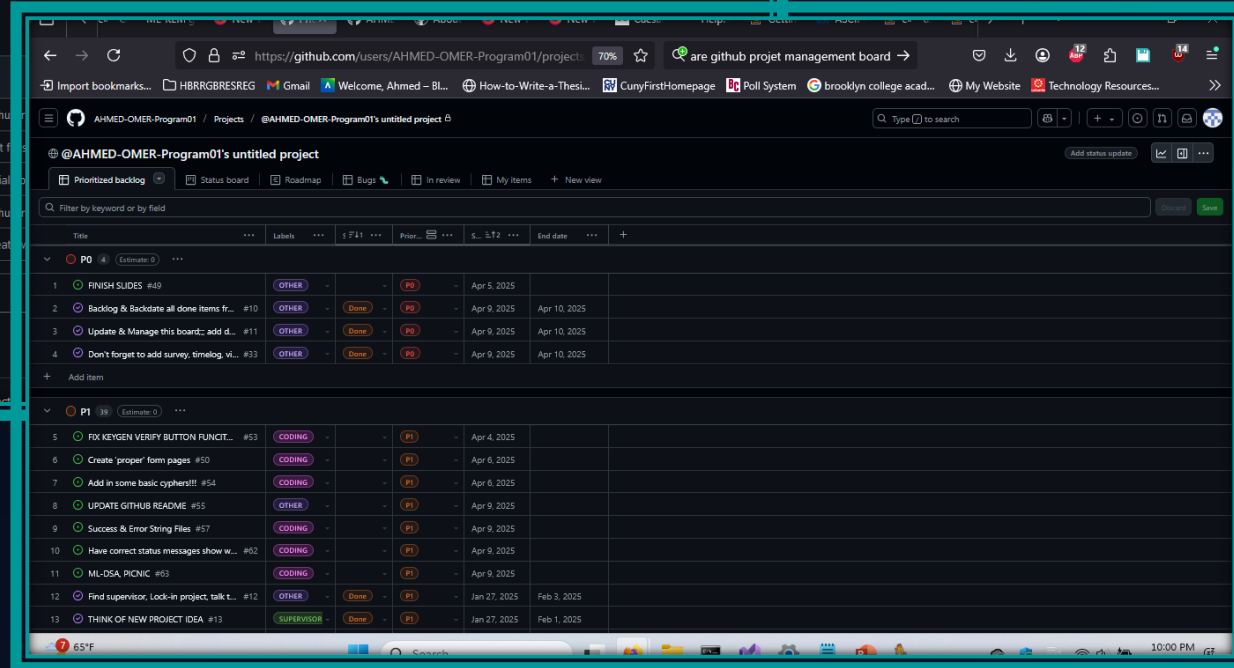 https://github.com/users/AHMED-OMER-Program01/projects 70% are github projet management board → 12 14
Import bookmarks... HBRRGBRESREG Gmail Welcome, Ahmed – Bl... How-to-Write-a-Thesi... CunyFirstHomepage Poll System brooklyn college acad... My Website Technology Resources...
AHMED-OMER-Program01 / Projects / @AHMED-OMER-Program01's untitled project Type / to search
@AHMED-OMER-Program01's untitled project Add status update
Prioritized backlog Status board Roadmap Bugs In review My items + New view
Filter by keyword or by field Discard Save
Title Labels Prior... S... End date
P0 4 Estimate: 0
1 FINISH SLIDES #49 OTHER P0 Apr 5, 2025
2 Backlog & Backdate all done items fr... #10 OTHER Done P0 Apr 9, 2025 Apr 10, 2025
3 Update & Manage this board;;; add d... #11 OTHER Done P0 Apr 9, 2025 Apr 10, 2025
4 Don't forget to add survey, timelog, vi... #33 OTHER Done P0 Apr 9, 2025 Apr 10, 2025
+ Add item
P1 39 Estimate: 0
5 FIX KEYGEN VERIFY BUTTON FUNCIT... #53 CODING P1 Apr 4, 2025
6 Create 'proper' form pages #50 CODING P1 Apr 6, 2025
7 Add in some basic cyphers!!! #54 CODING P1 Apr 6, 2025
8 UPDATE GITHUB README #55 OTHER P1 Apr 9, 2025
9 Success & Error String Files #57 CODING P1 Apr 9, 2025
10 Have correct status messages show w... #62 CODING P1 Apr 9, 2025
11 ML-DSA, PICNIC #63 CODING P1 Apr 9, 2025
12 Find supervisor, Lock-in project, talk t... #12 OTHER Done P1 Jan 27, 2025 Feb 3, 2025
13 THINK OF NEW PROJECT IDEA #13 SUPERVISOR Done P1 Jan 27, 2025 Feb 1, 2025
7 65°F Search 10:00 PM